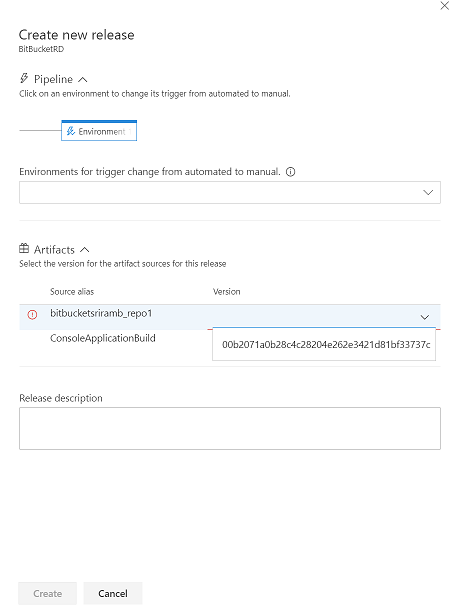 Create new release
BitBucketRD
Pipeline
Click on an environment to change its trigger from automated to manual.
Environment
Environments for trigger change from automated to manual.
Artifacts
Select the version for the artifact sources for this release
Source alias Version
bitbucketsriramb_repo1
ConsoleApplicationBuild
00b2071a0b28c4c28204e262e3421d81bf33737c
Release description
Create Cancel